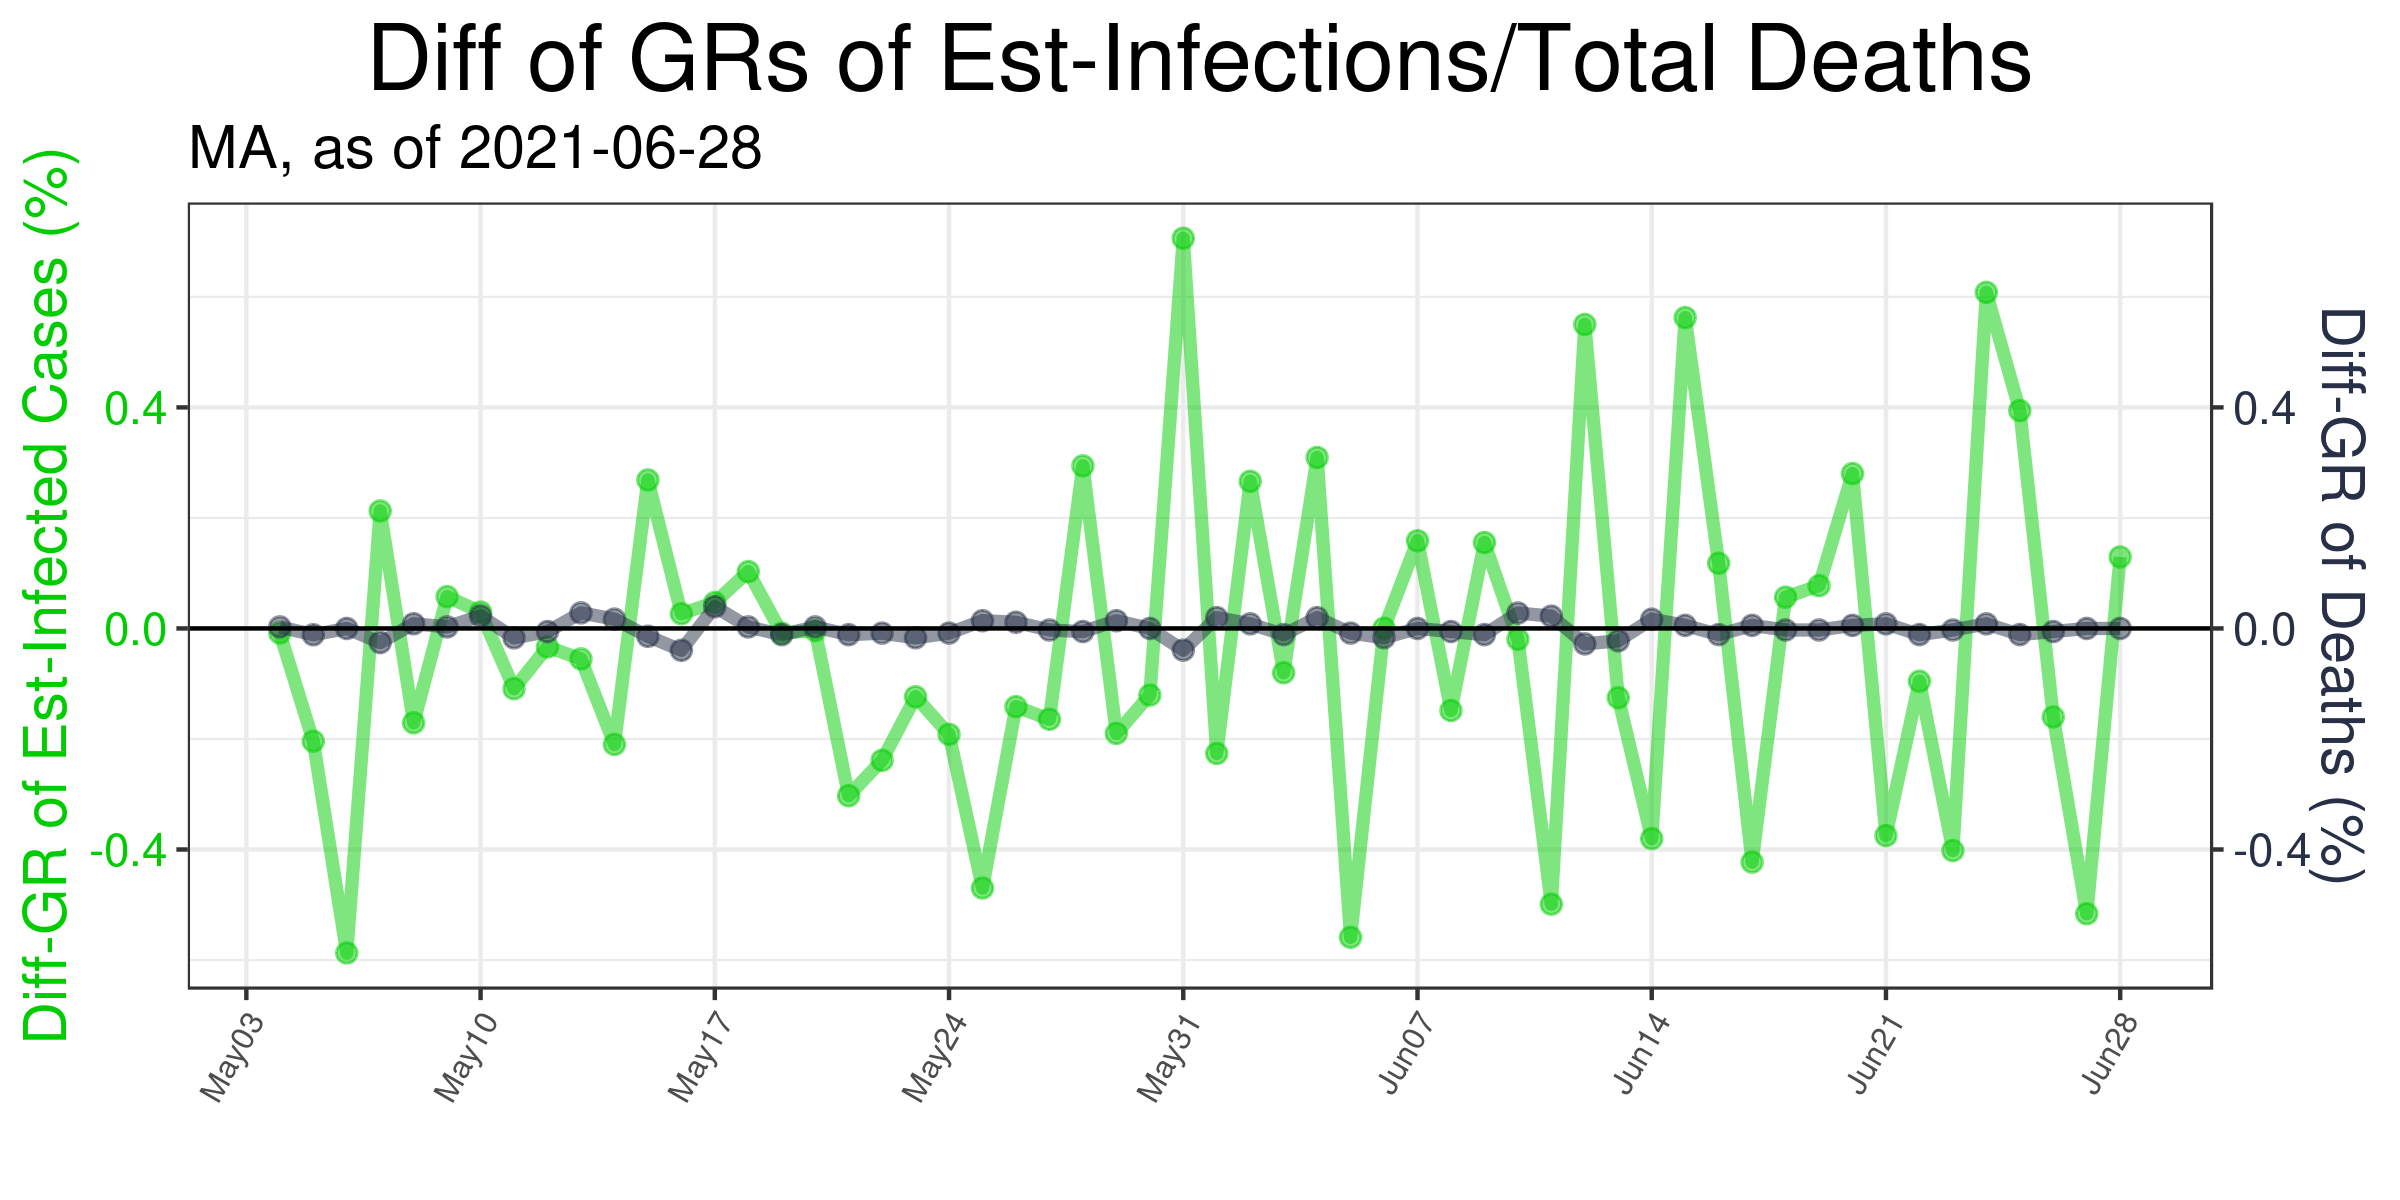 Diff of GRs of Est-Infections/Total Deaths
MA, as of 2021-06-28
Diff-GR of Est-Infected Cases (%)
0.4
0.0
-0.4
0.4
0.0
-0.4
Diff-GR of Deaths (%)
May03
May10
May17
May24
May31
Jun07
Jun14
Jun21
Jun28